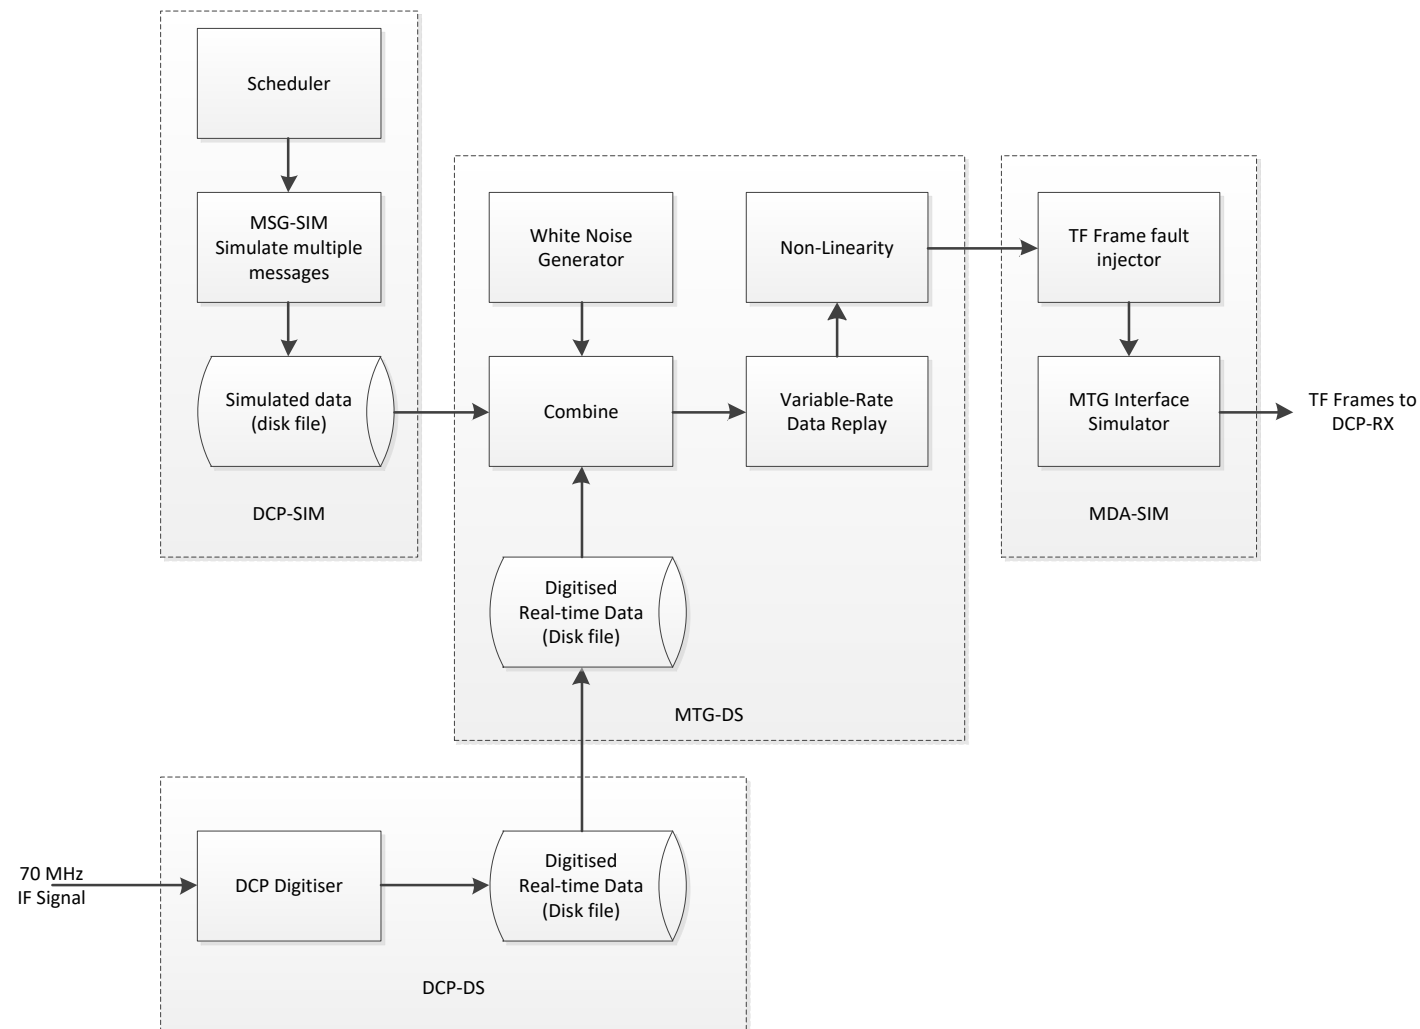 Scheduler
MSG-SIM
Simulate multiple
messages
Simulated data
(disk file)
DCP-SIM
White Noise
Generator
Non-Linearity
Combine
Variable-Rate
Data Replay
Digitised
Real-time Data
(Disk file)
MTG-DS
TF Frame fault
injector
MTG Interface
Simulator
MDA-SIM
TF Frames to
DCP-RX
70 MHz
IF Signal
DCP Digitiser
Digitised
Real-time Data
(Disk file)
DCP-DS